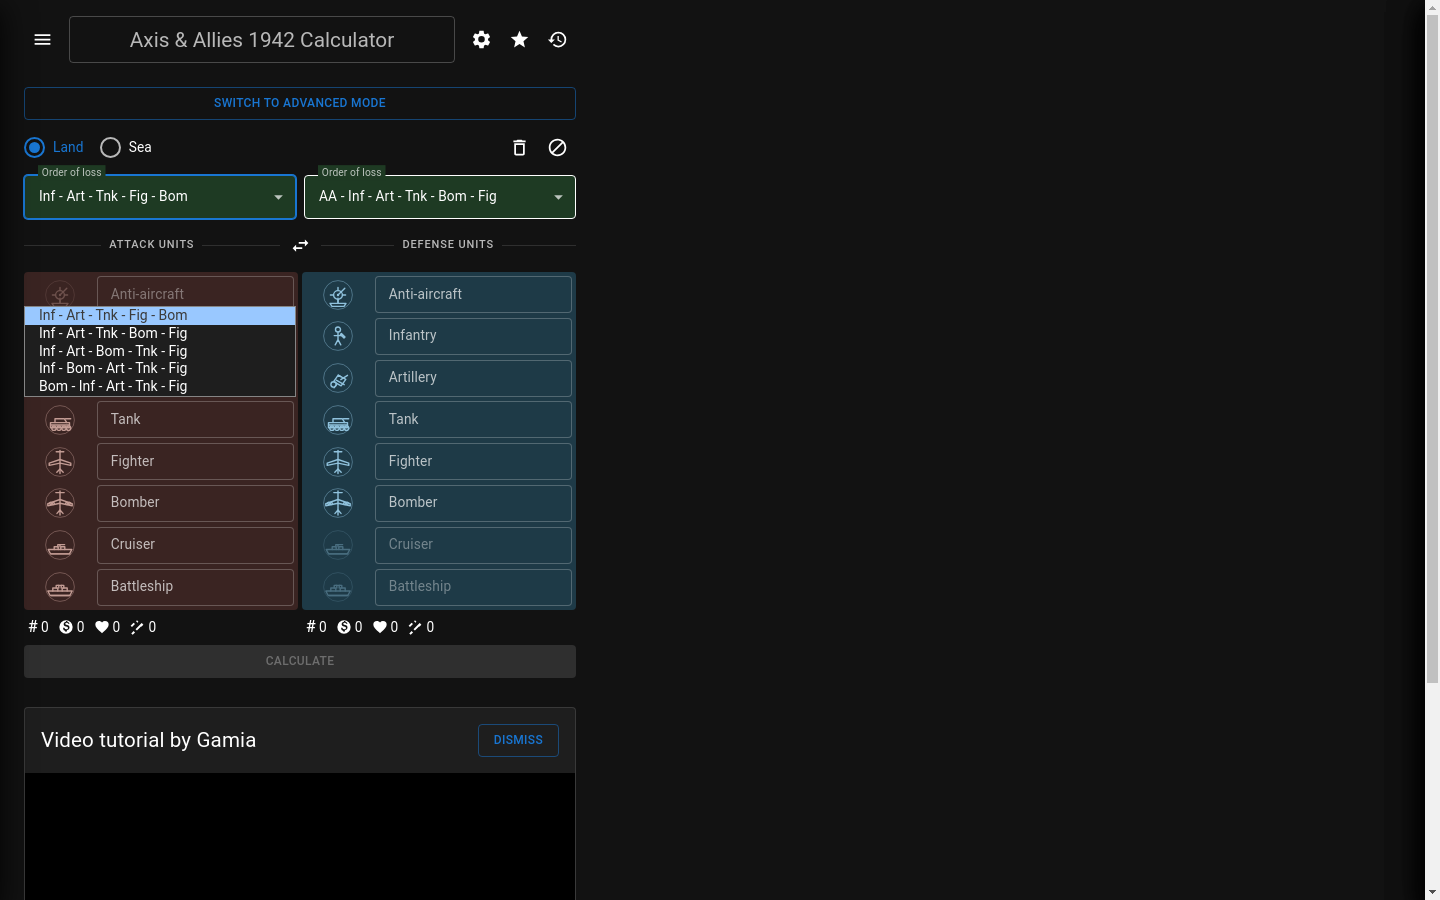 Axis & Allies 1942 Calculator
SWITCH TO ADVANCED MODE
Land
Sea
Order of loss
Inf - Art - Tnk - Fig - Bom
Order of loss
AA - Inf - Art - Tnk - Bom - Fig
ATTACK UNITS
DEFENSE UNITS
Anti-aircraft
Inf - Art - Tnk - Fig - Bom
Inf - Art - Tnk - Bom - Fig
Inf - Art - Bom - Tnk - Fig
Inf - Bom - Art - Tnk - Fig
Bom - Inf - Art - Tnk - Fig
Tank
Fighter
Bomber
Cruiser
Battleship
Anti-aircraft
Infantry
Artillery
Tank
Fighter
Bomber
Cruiser
Battleship
# 0 0 0 0
# 0 0 0 0
CALCULATE
Video tutorial by Gamia
DISMISS